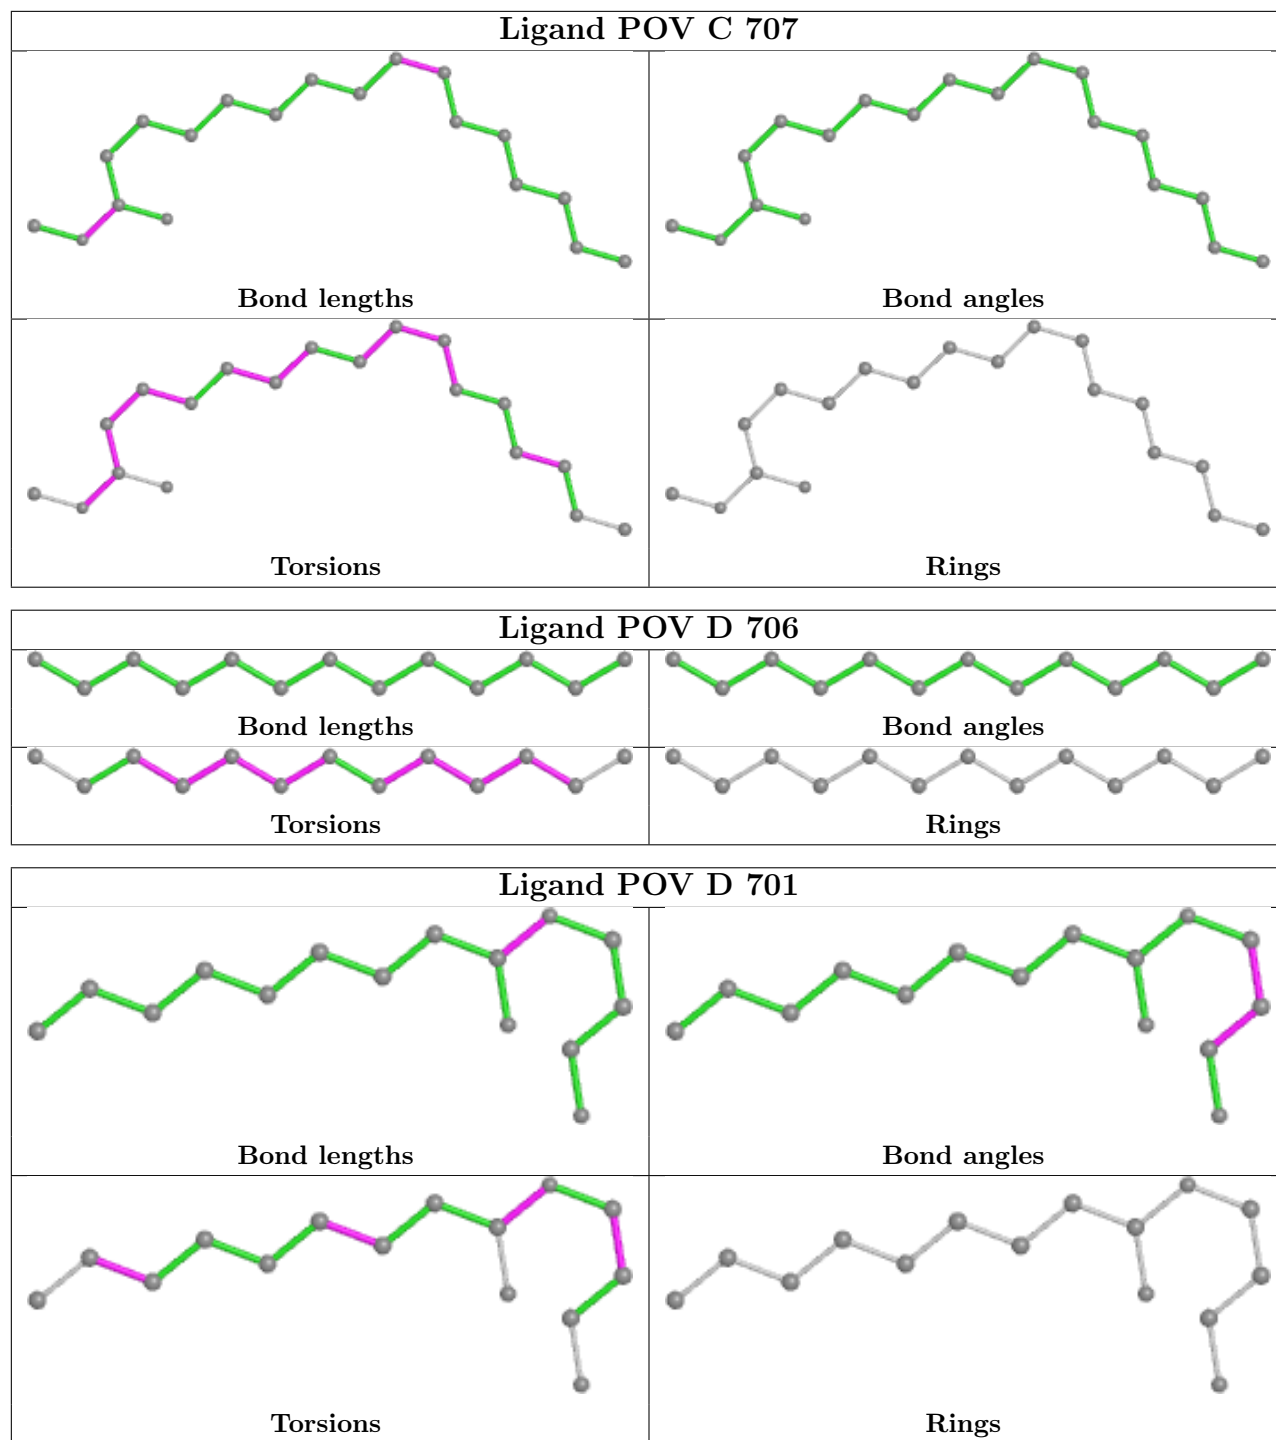 Ligand POV C 707
Bond lengths
Bond angles
Torsions
Rings
Ligand POV D 706
Bond lengths
Bond angles
Torsions
Rings
Ligand POV D 701
Bond lengths
Bond angles
Torsions
Rings